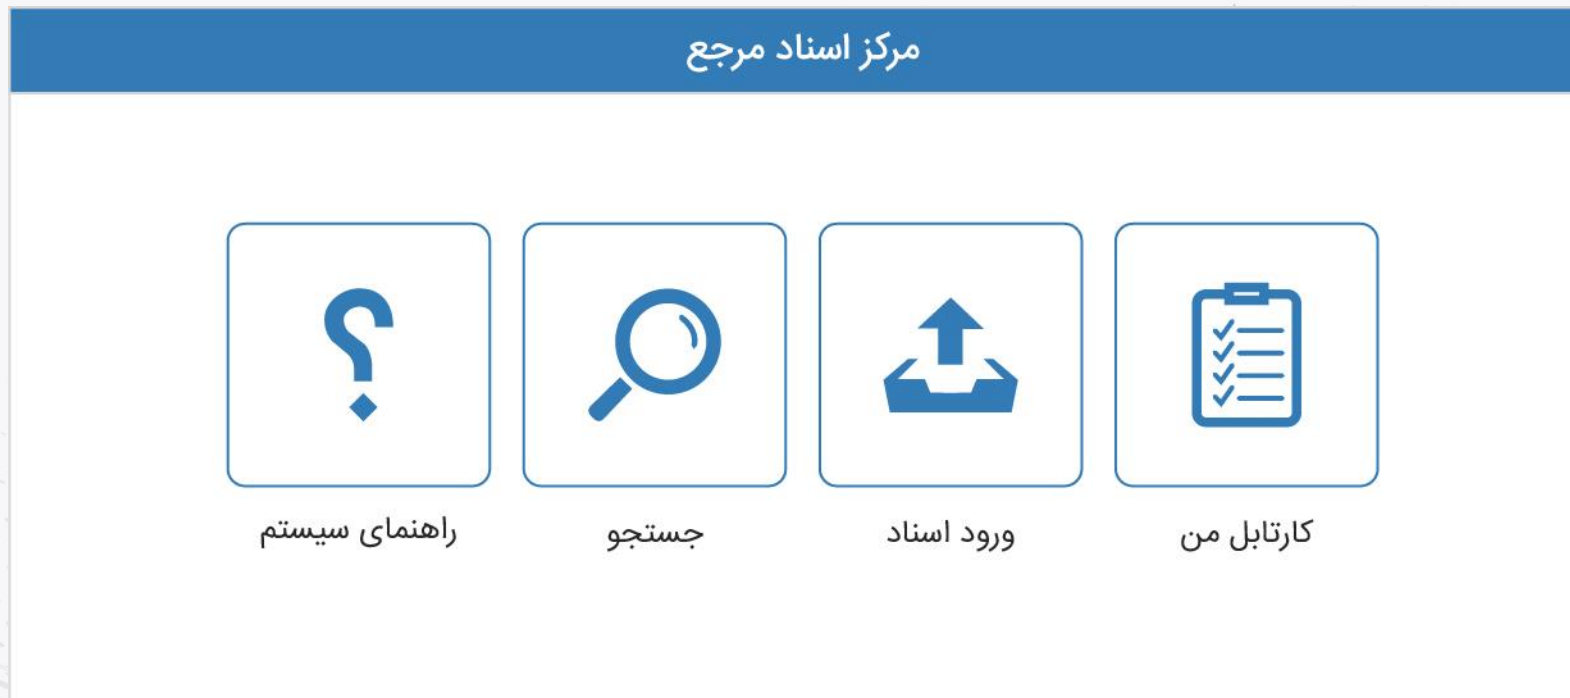 مرکز اسناد مرجع
کارتابل من
ورود اسناد
جستجو
راهنمای سیستم